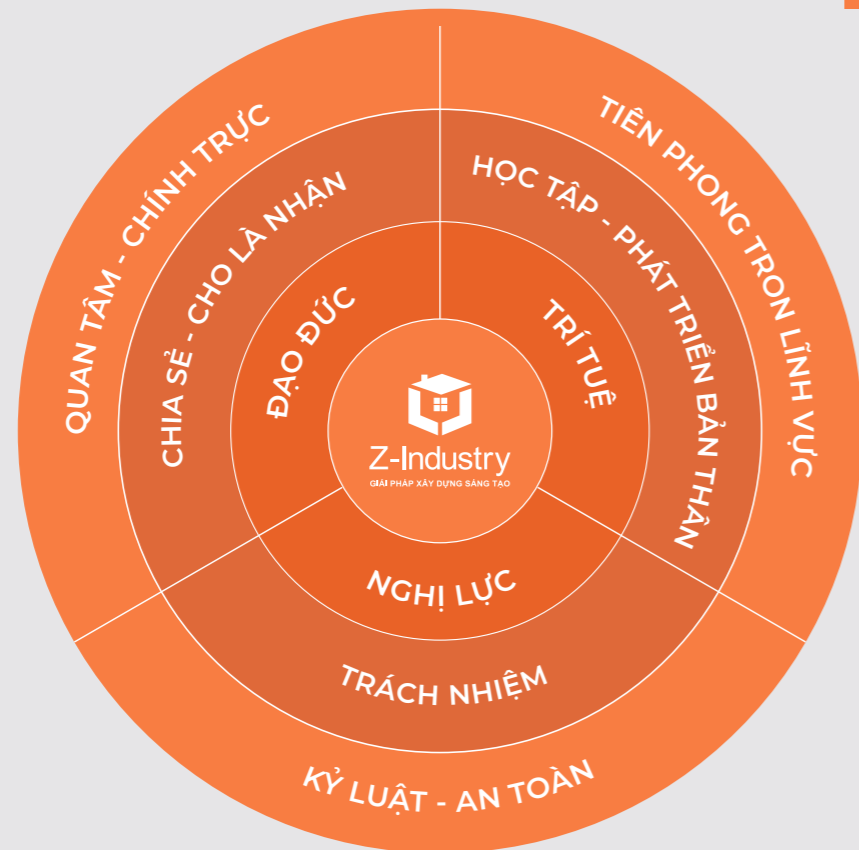 QUAN TÂM - CHÍNH TRỰC
TIÊN PHONG TRON LĨNH VỰC
CHIA SẺ - CHO LÀ NHẬN
HỌC TẬP - PHÁT TRIỂN BẢN THÂN
ĐẠO ĐỨC
TRÍ TUỆ
Z-Industry
GIẢI PHÁP XÂY DỰNG SÁNG TẠO
NGHỊ LỰC
TRÁCH NHIỆM
KỶ LUẬT - AN TOÀN